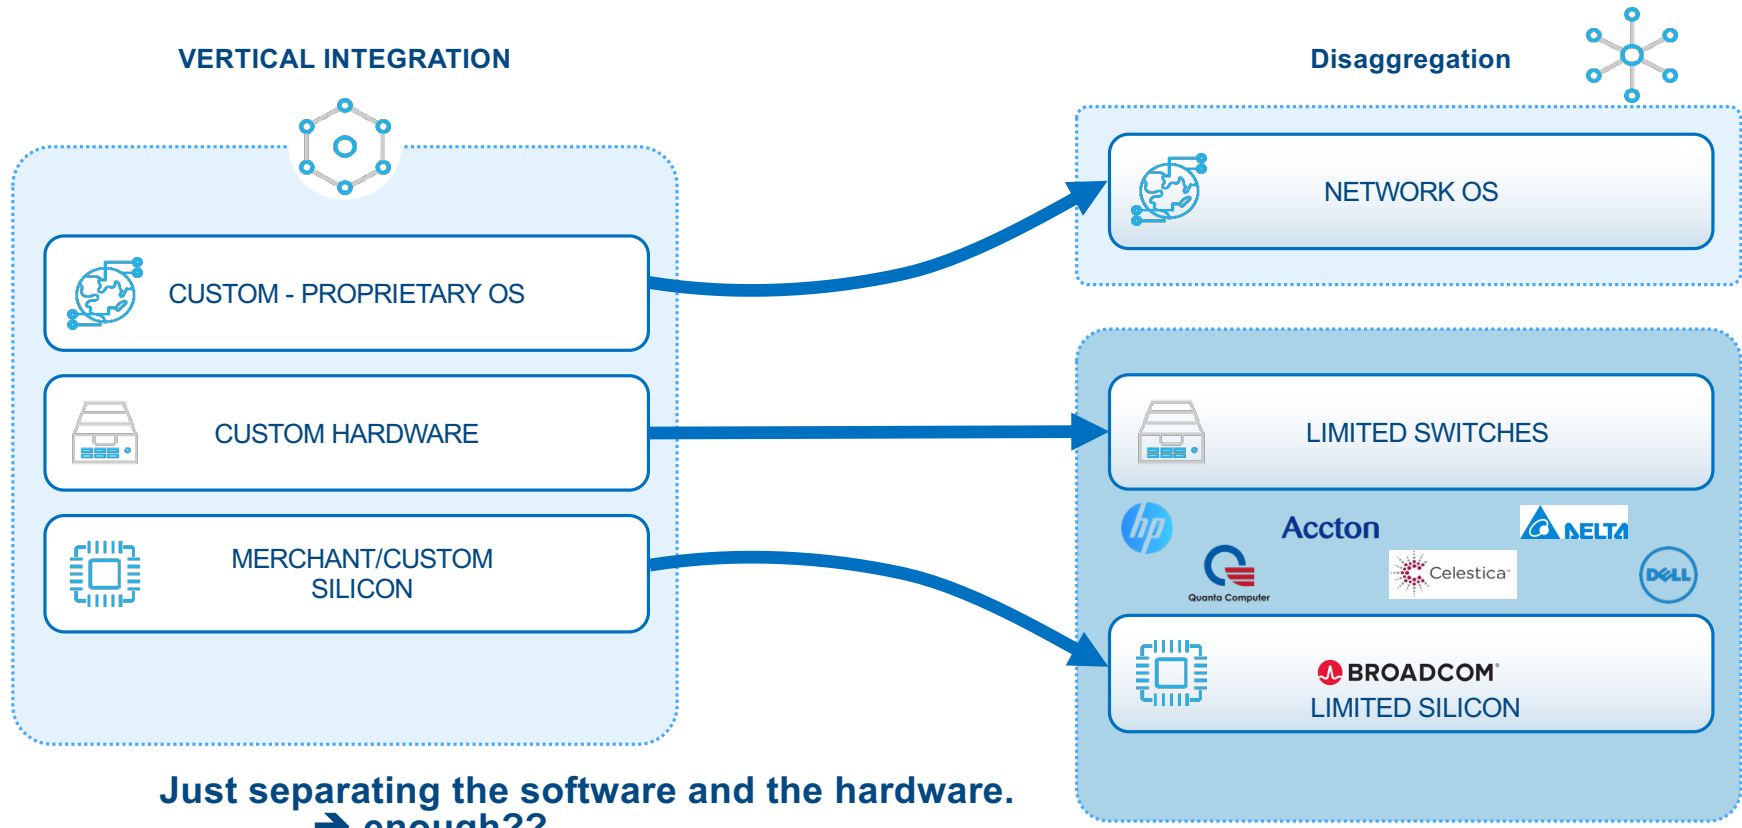 VERTICAL INTEGRATION
CUSTOM - PROPRIETARY OS
CUSTOM HARDWARE
MERCHANT/CUSTOM
SILICON
Disaggregation
NETWORK OS
LIMITED SWITCHES
hp
Accton
DELTA
Quanta Computer
Celestica
DELL
BROADCOM
LIMITED SILICON
Just separating the software and the hardware.
➔ enough??